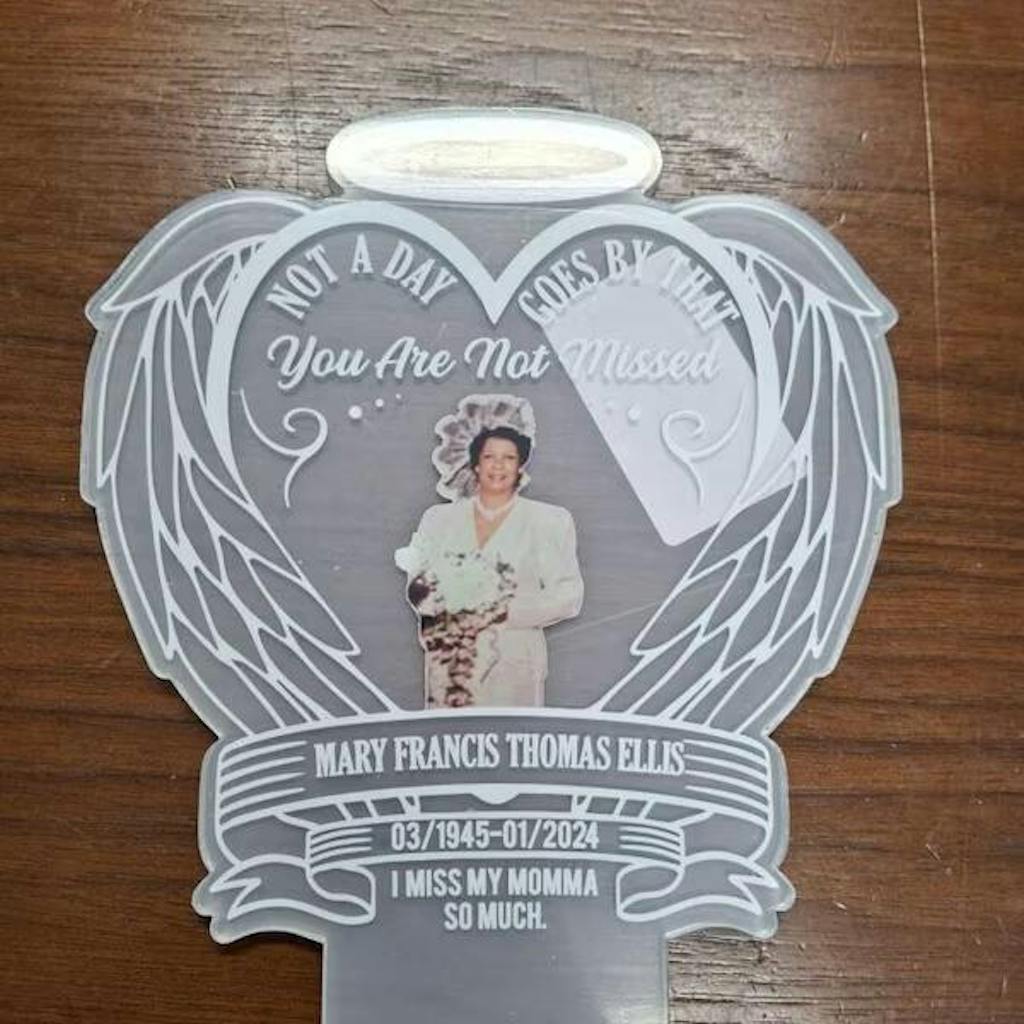 NOT A DAY GOES BY THAT
You Are Not Missed
MARY FRANCIS THOMAS ELLIS
03/1945-01/2024
I MISS MY MOMMA
SO MUCH.